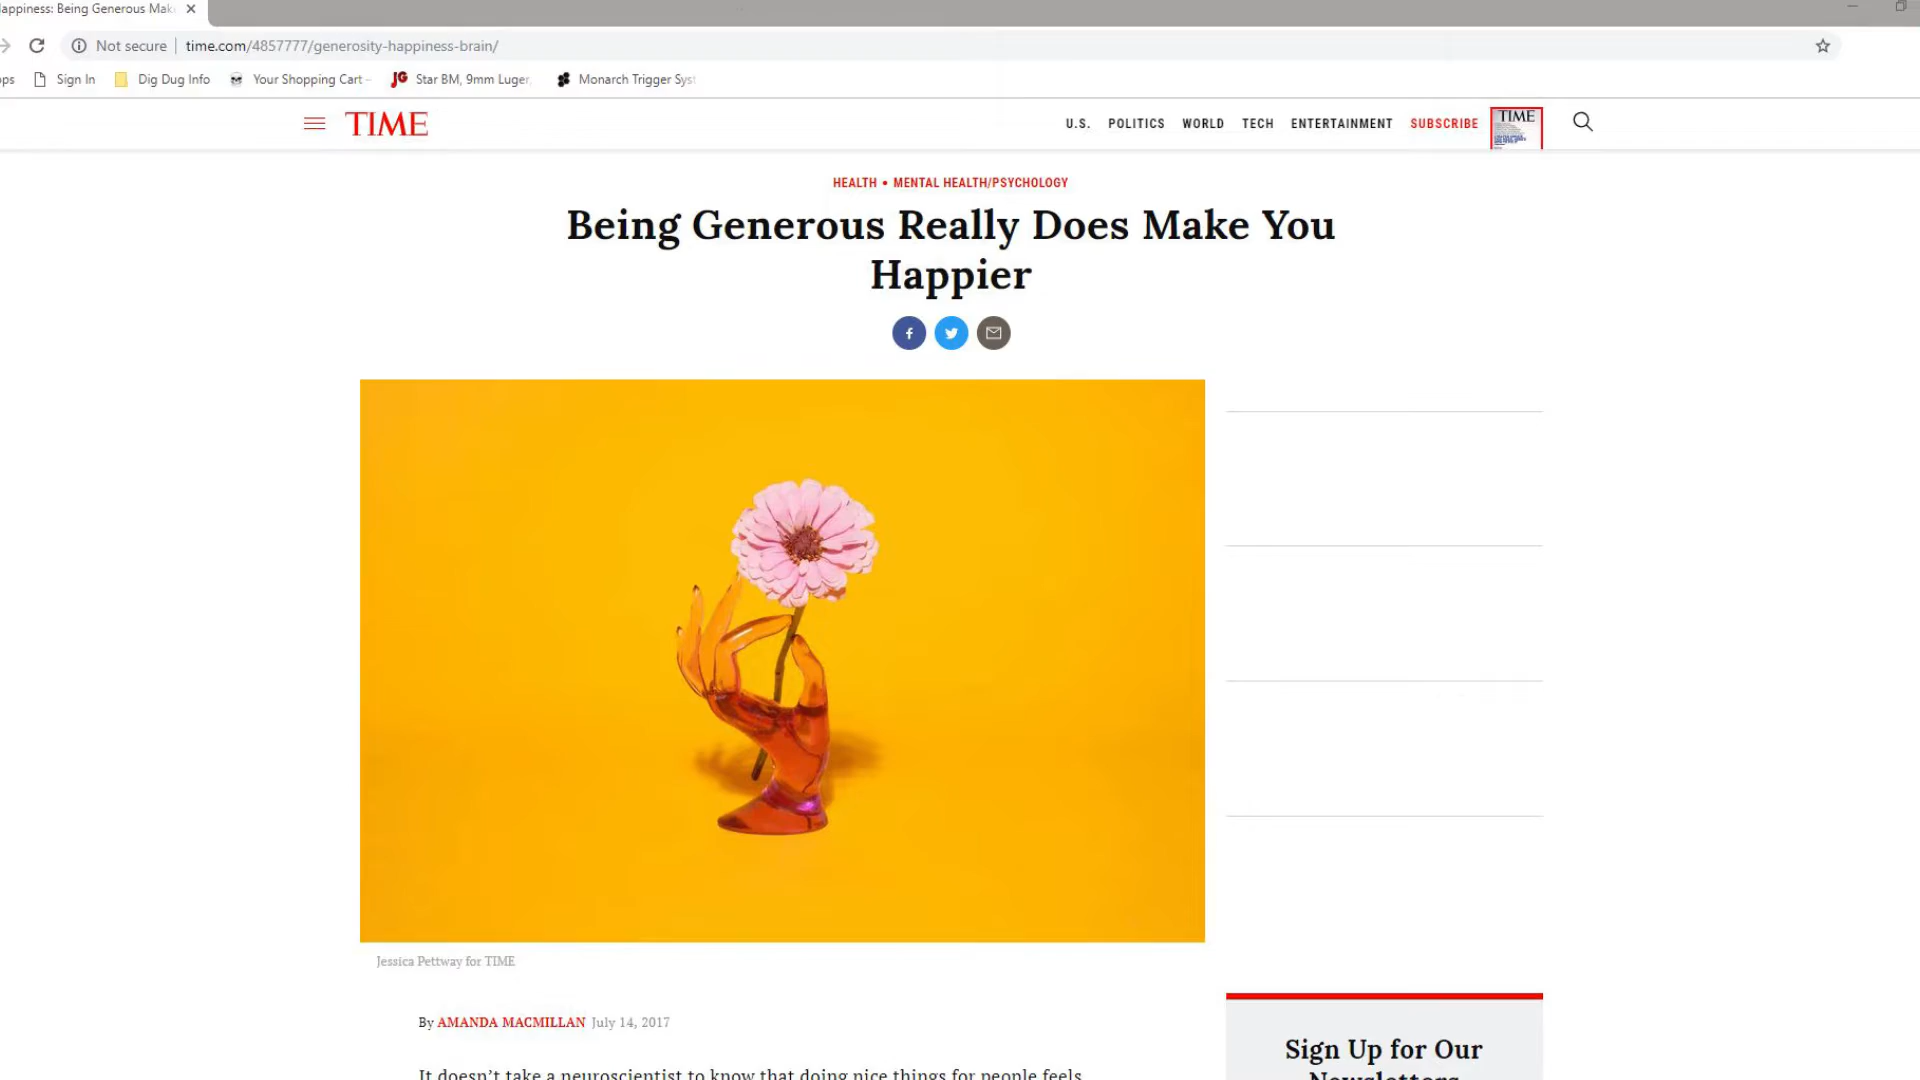 appiness: Being Generous Mak
Not secure
time.com/4857777/generosity-happiness-brain/
ps
Sign In
Dig Dug Info
Your Shopping Cart -
Star BM, 9mm Luger,
Monarch Trigger Syst
TIME
U.S.
POLITICS
WORLD
TECH
ENTERTAINMENT
SUBSCRIBE
TIME
HEALTH • MENTAL HEALTH/PSYCHOLOGY
Being Generous Really Does Make You
Happier
Jessica Pettway for TIME
By AMANDA MACMILLAN July 14, 2017
It doesn't take a neuroscientist to know that doing nice things for people feels
Sign Up for Our
Newsletters